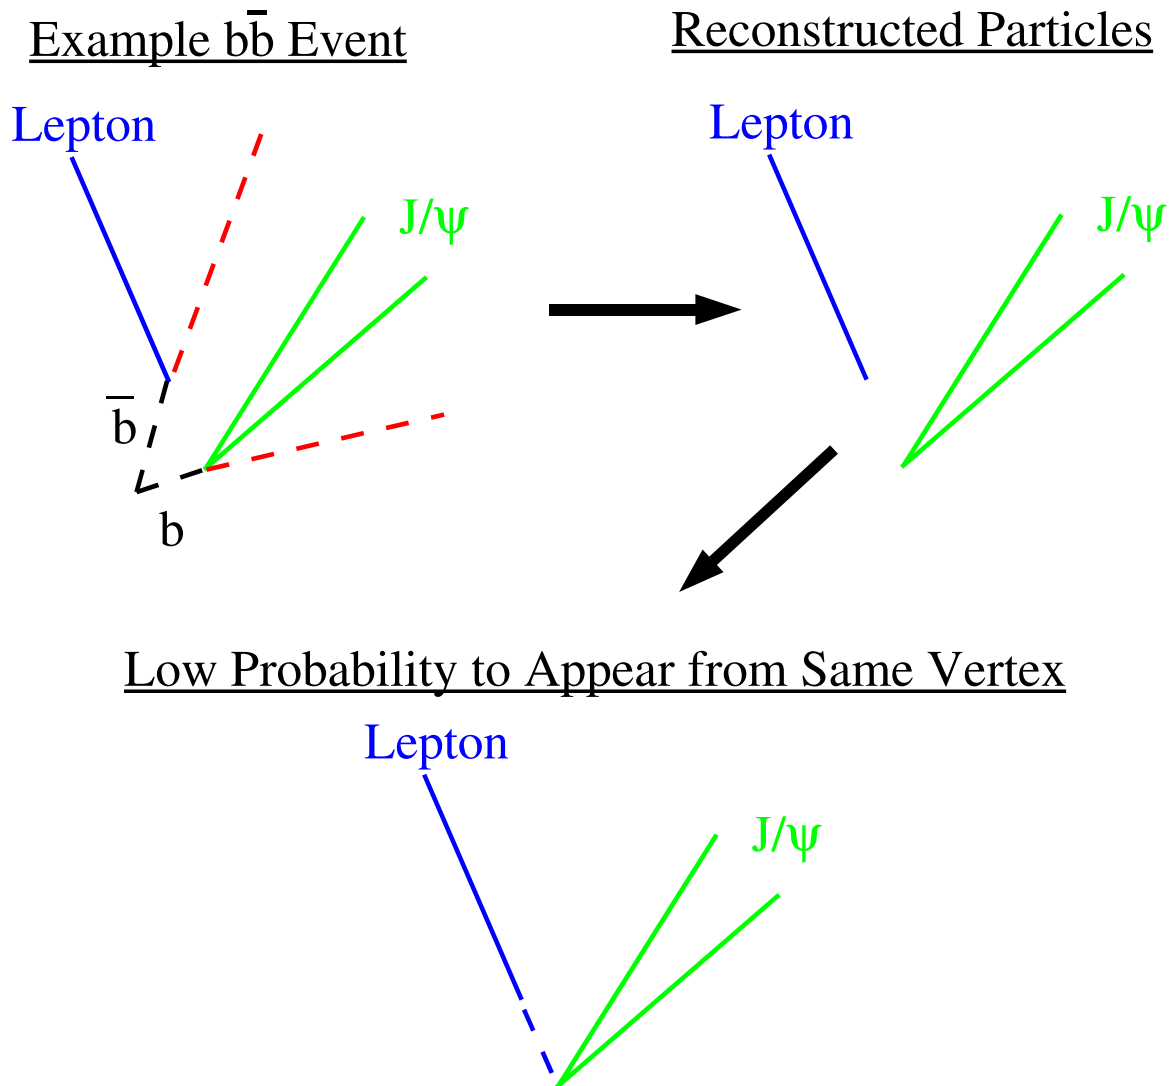 Example bb̄ Event
Reconstructed Particles
Lepton
J/ψ
b̄
b
Lepton
J/ψ
Low Probability to Appear from Same Vertex
Lepton
J/ψ